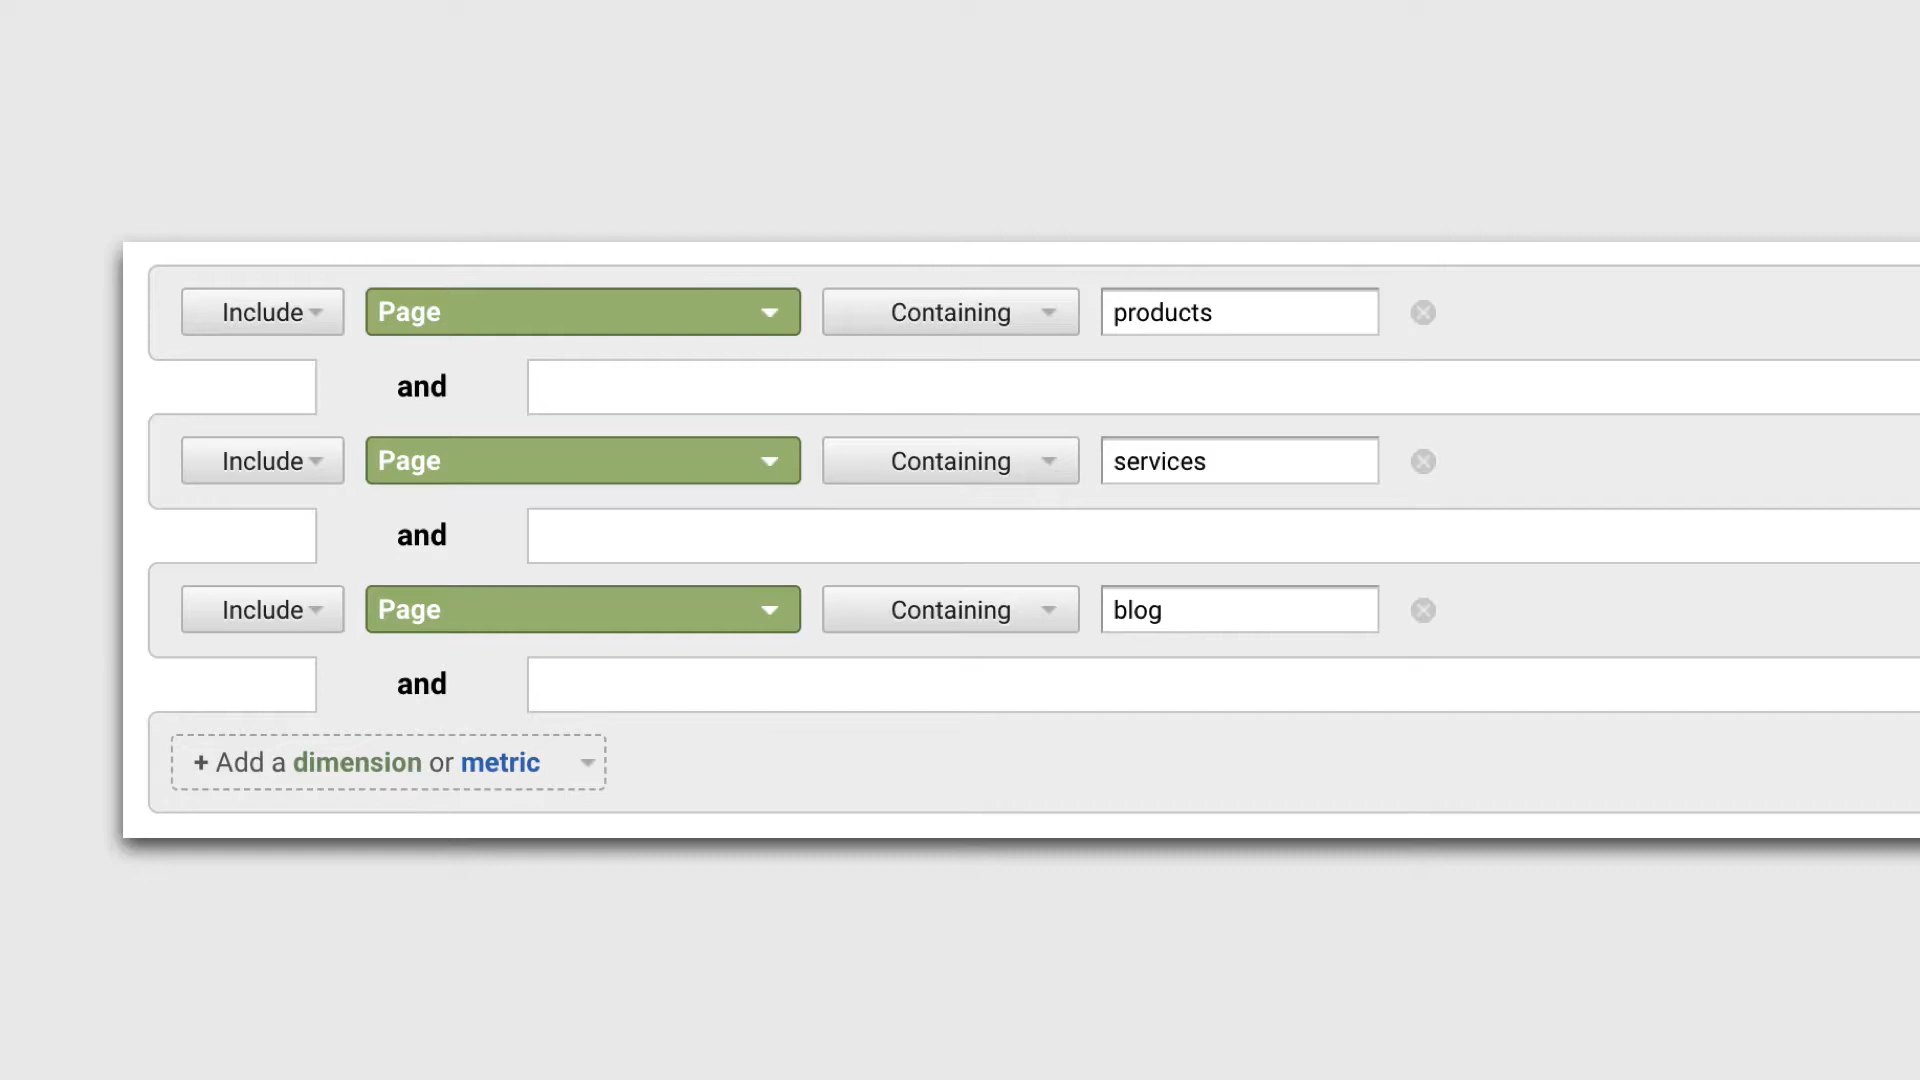 Include Page Containing products
and
Include Page Containing services
and
Include Page Containing blog
and
+ Add a dimension or metric